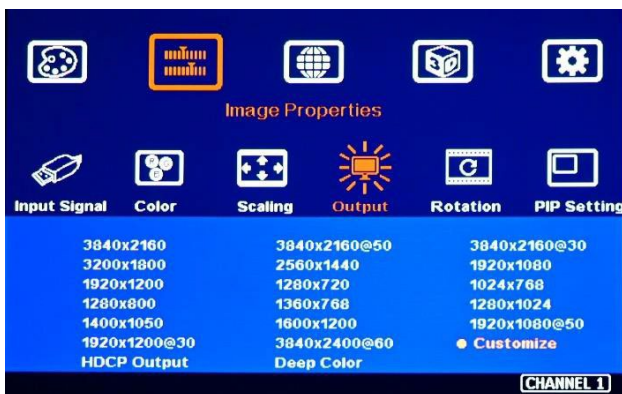 3D
Image Properties
R G B
Input Signal Color Scaling Output Rotation PIP Setting
3840x2160 3840x2160@50 3840x2160@30
3200x1800 2560x1440 1920x1080
1920x1200 1280x720 1024x768
1280x800 1360x768 1280x1024
1400x1050 1600x1200 1920x1080@50
1920x1200@30 3840x2400@60 Customize
HDCP Output Deep Color
CHANNEL 1